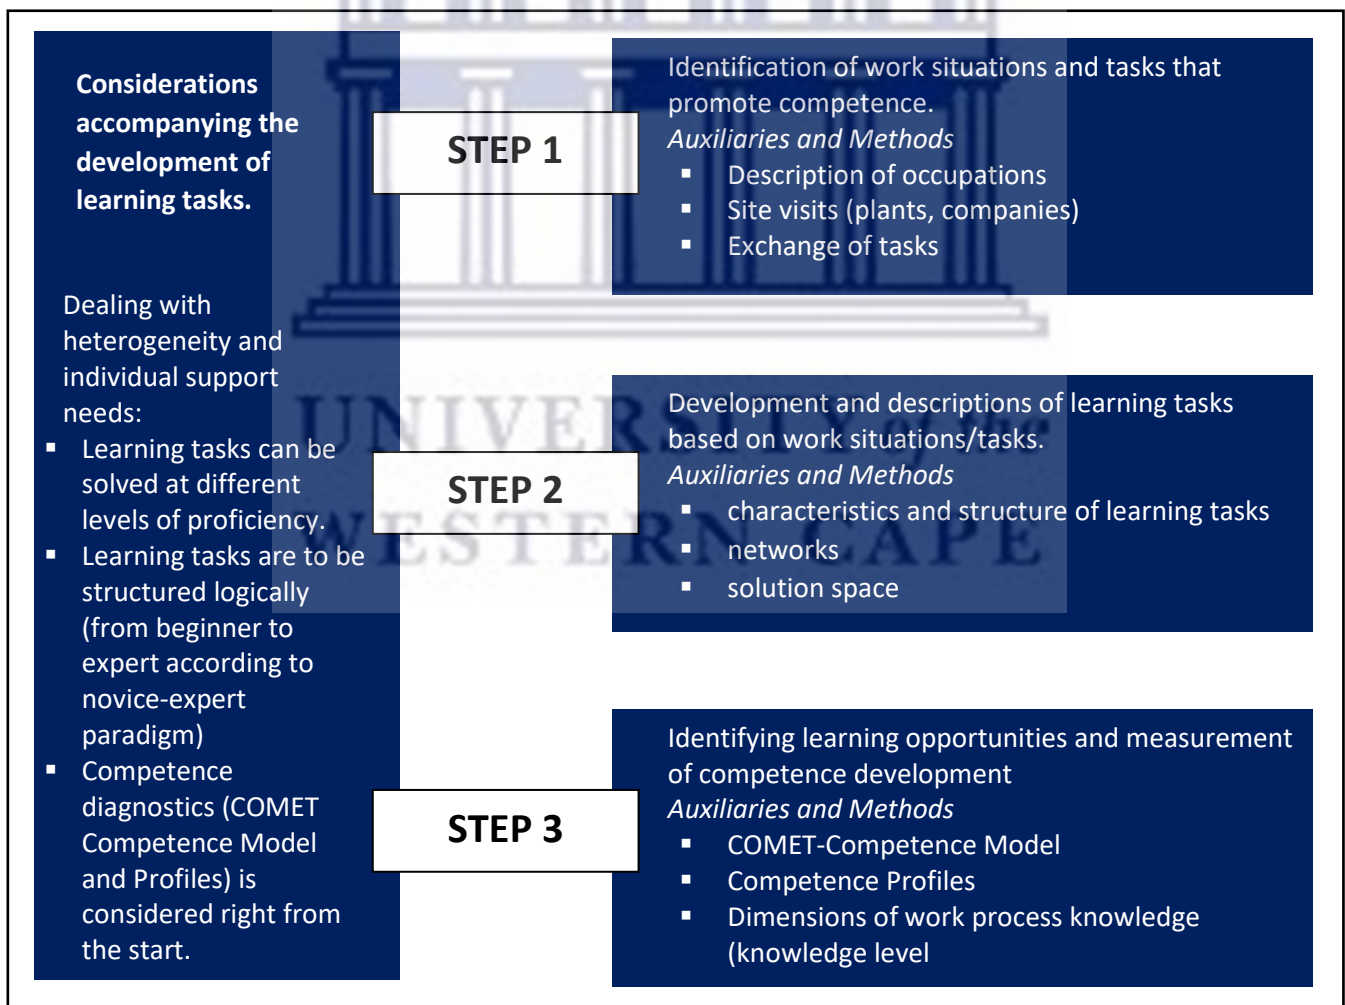 Considerations
accompanying the
development of
learning tasks.
Dealing with
heterogeneity and
individual support
needs:
▪ Learning tasks can be
solved at different
levels of proficiency.
▪ Learning tasks are to be
structured logically
(from beginner to
expert according to
novice-expert
paradigm)
▪ Competence
diagnostics (COMET
Competence Model
and Profiles) is
considered right from
the start.
STEP 1
Identification of work situations and tasks that
promote competence.
Auxiliaries and Methods
▪ Description of occupations
▪ Site visits (plants, companies)
▪ Exchange of tasks
STEP 2
Development and descriptions of learning tasks
based on work situations/tasks.
Auxiliaries and Methods
▪ characteristics and structure of learning tasks
▪ networks
▪ solution space
STEP 3
Identifying learning opportunities and measurement
of competence development
Auxiliaries and Methods
▪ COMET-Competence Model
▪ Competence Profiles
▪ Dimensions of work process knowledge
(knowledge level
UNIVERSITY of the
WESTERN CAPE